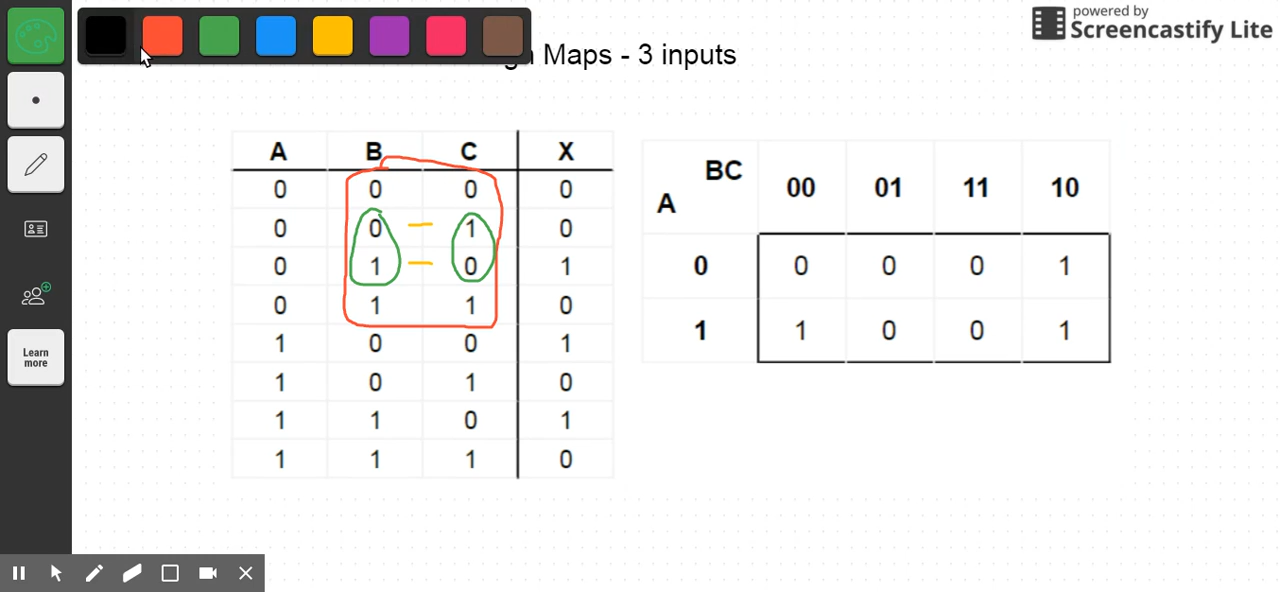 powered by
Screencastify Lite
Maps - 3 inputs
A B C X
0 0 0 0
0 0 1 0
0 1 0 1
0 1 1 0
1 0 0 1
1 0 1 0
1 1 0 1
1 1 1 0
BC
A
00 01 11 10
0 0 0 0 1
1 1 0 0 1
Learn
more